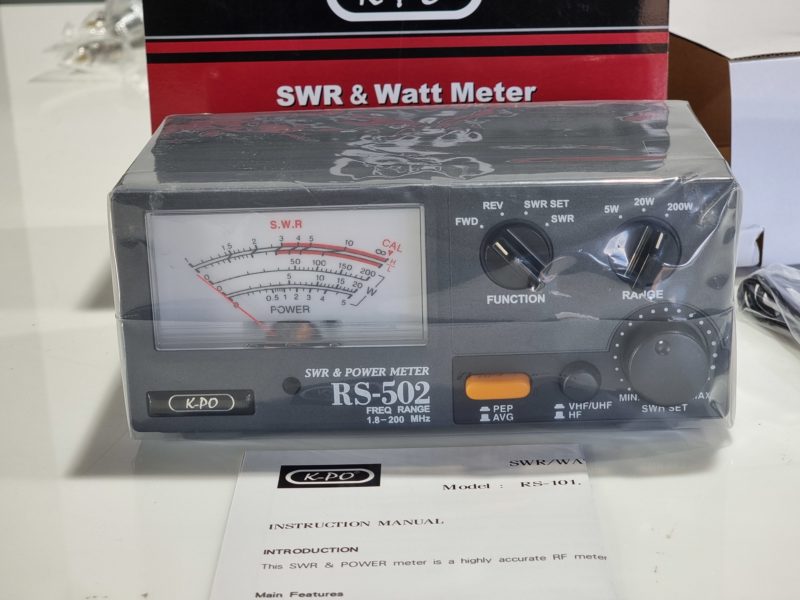 K-PO
SWR & Watt Meter
S.W.R
1.5 2 3 4 5 10 ∞ CAL
H
L
50 100 150 200
5 10 15 20 W
0 0.5 1 2 3 4 5
POWER
FWD REV SWR SET SWR
FUNCTION
5W 20W 200W
RANGE
SWR & POWER METER
RS-502
FREQ RANGE
1.8-200 MHz
K-PO
PEP
AVG
VHF/UHF
HF
MIN. MAX
SWR SET
K-PO
SWR/WA
Model : RS-101.
INSTRUCTION MANUAL
INTRODUCTION
This SWR & POWER meter is a highly accurate RF meter
Main Features